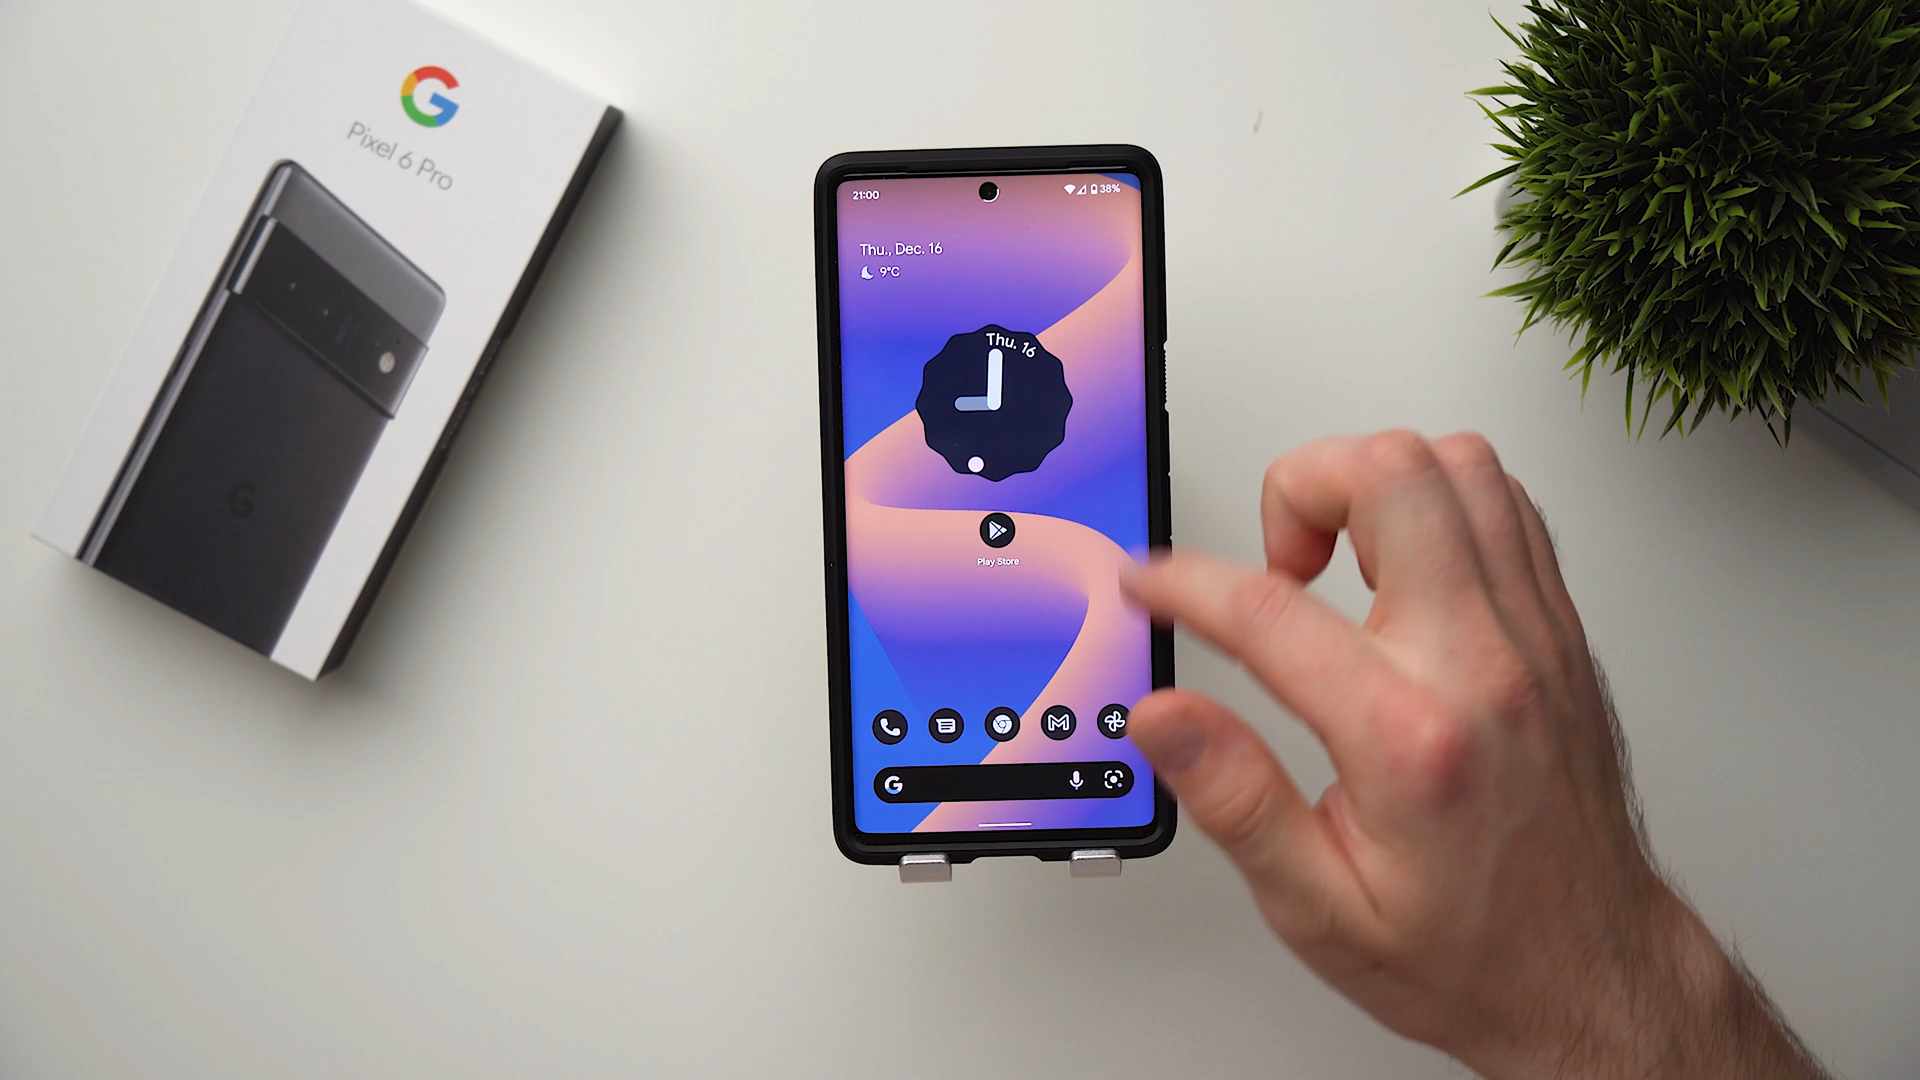 Pixel 6 Pro
21:00
38%
Thu., Dec. 16
9°C
Thu. 16
Play Store